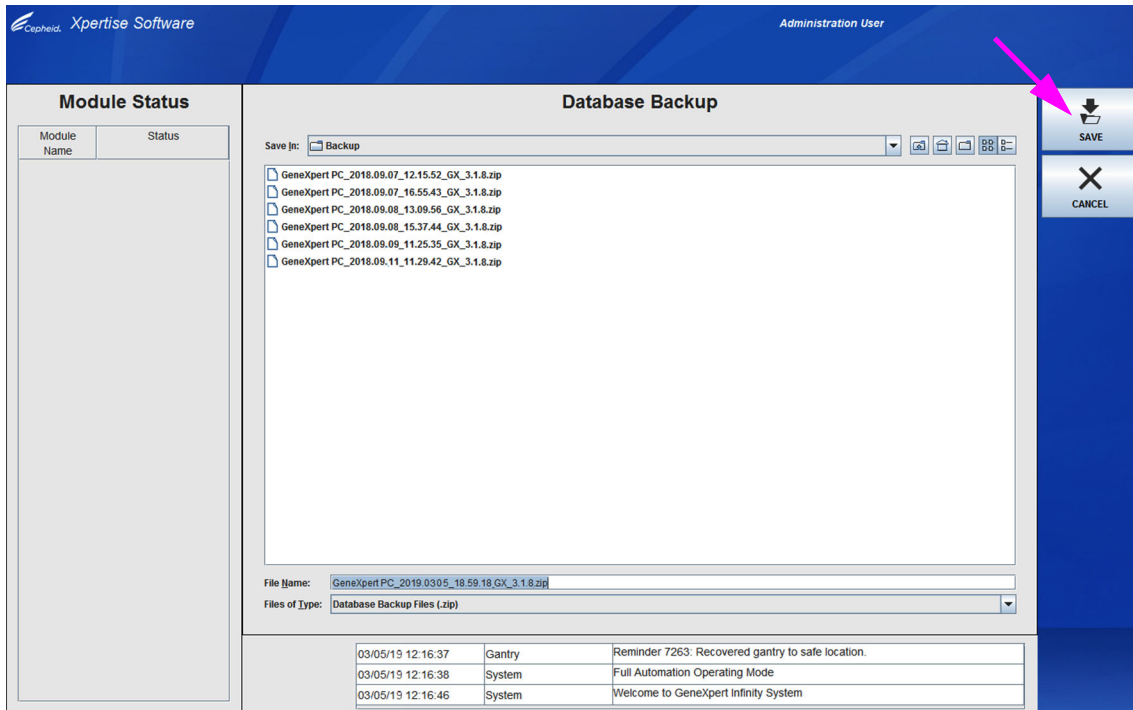 Cepheid. Xpertise Software
Administration User
Module Status
Module Name
Status
Database Backup
Save In: Backup
GeneXpert PC_2018.09.07_12.15.52_GX_3.1.8.zip
GeneXpert PC_2018.09.07_16.55.43_GX_3.1.8.zip
GeneXpert PC_2018.09.08_13.09.56_GX_3.1.8.zip
GeneXpert PC_2018.09.08_15.37.44_GX_3.1.8.zip
GeneXpert PC_2018.09.09_11.25.35_GX_3.1.8.zip
GeneXpert PC_2018.09.11_11.29.42_GX_3.1.8.zip
File Name: GeneXpert PC_2019.0305_18.59.18_GX_3.1.8.zip
Files of Type: Database Backup Files (.zip)
SAVE
CANCEL
03/05/19 12:16:37 Gantry Reminder 7263: Recovered gantry to safe location.
03/05/19 12:16:38 System Full Automation Operating Mode
03/05/19 12:16:46 System Welcome to GeneXpert Infinity System